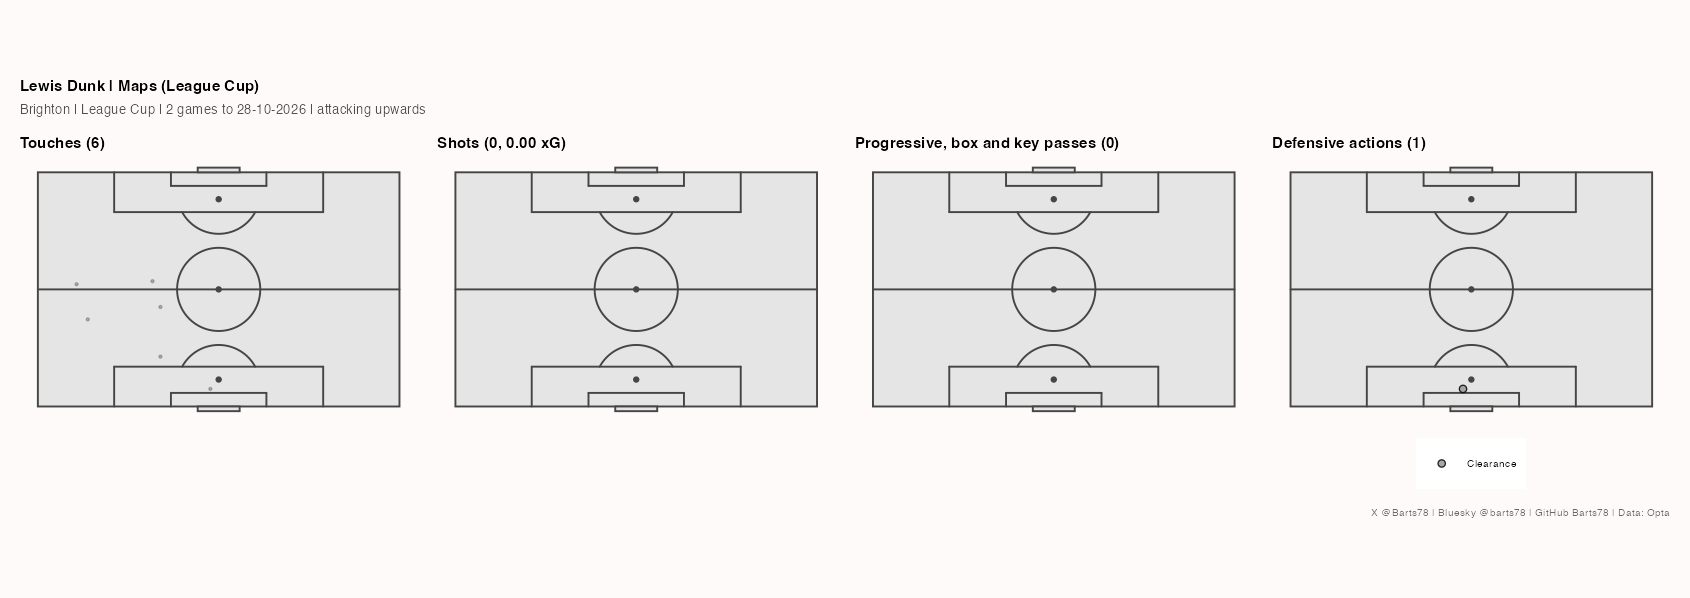 Lewis Dunk | Maps (League Cup)
Brighton | League Cup | 2 games to 28-10-2026 | attacking upwards
Touches (6)
Shots (0, 0.00 xG)
Progressive, box and key passes (0)
Defensive actions (1)
Clearance
X @Barts78 | Bluesky @barts78 | GitHub Barts78 | Data: Opta